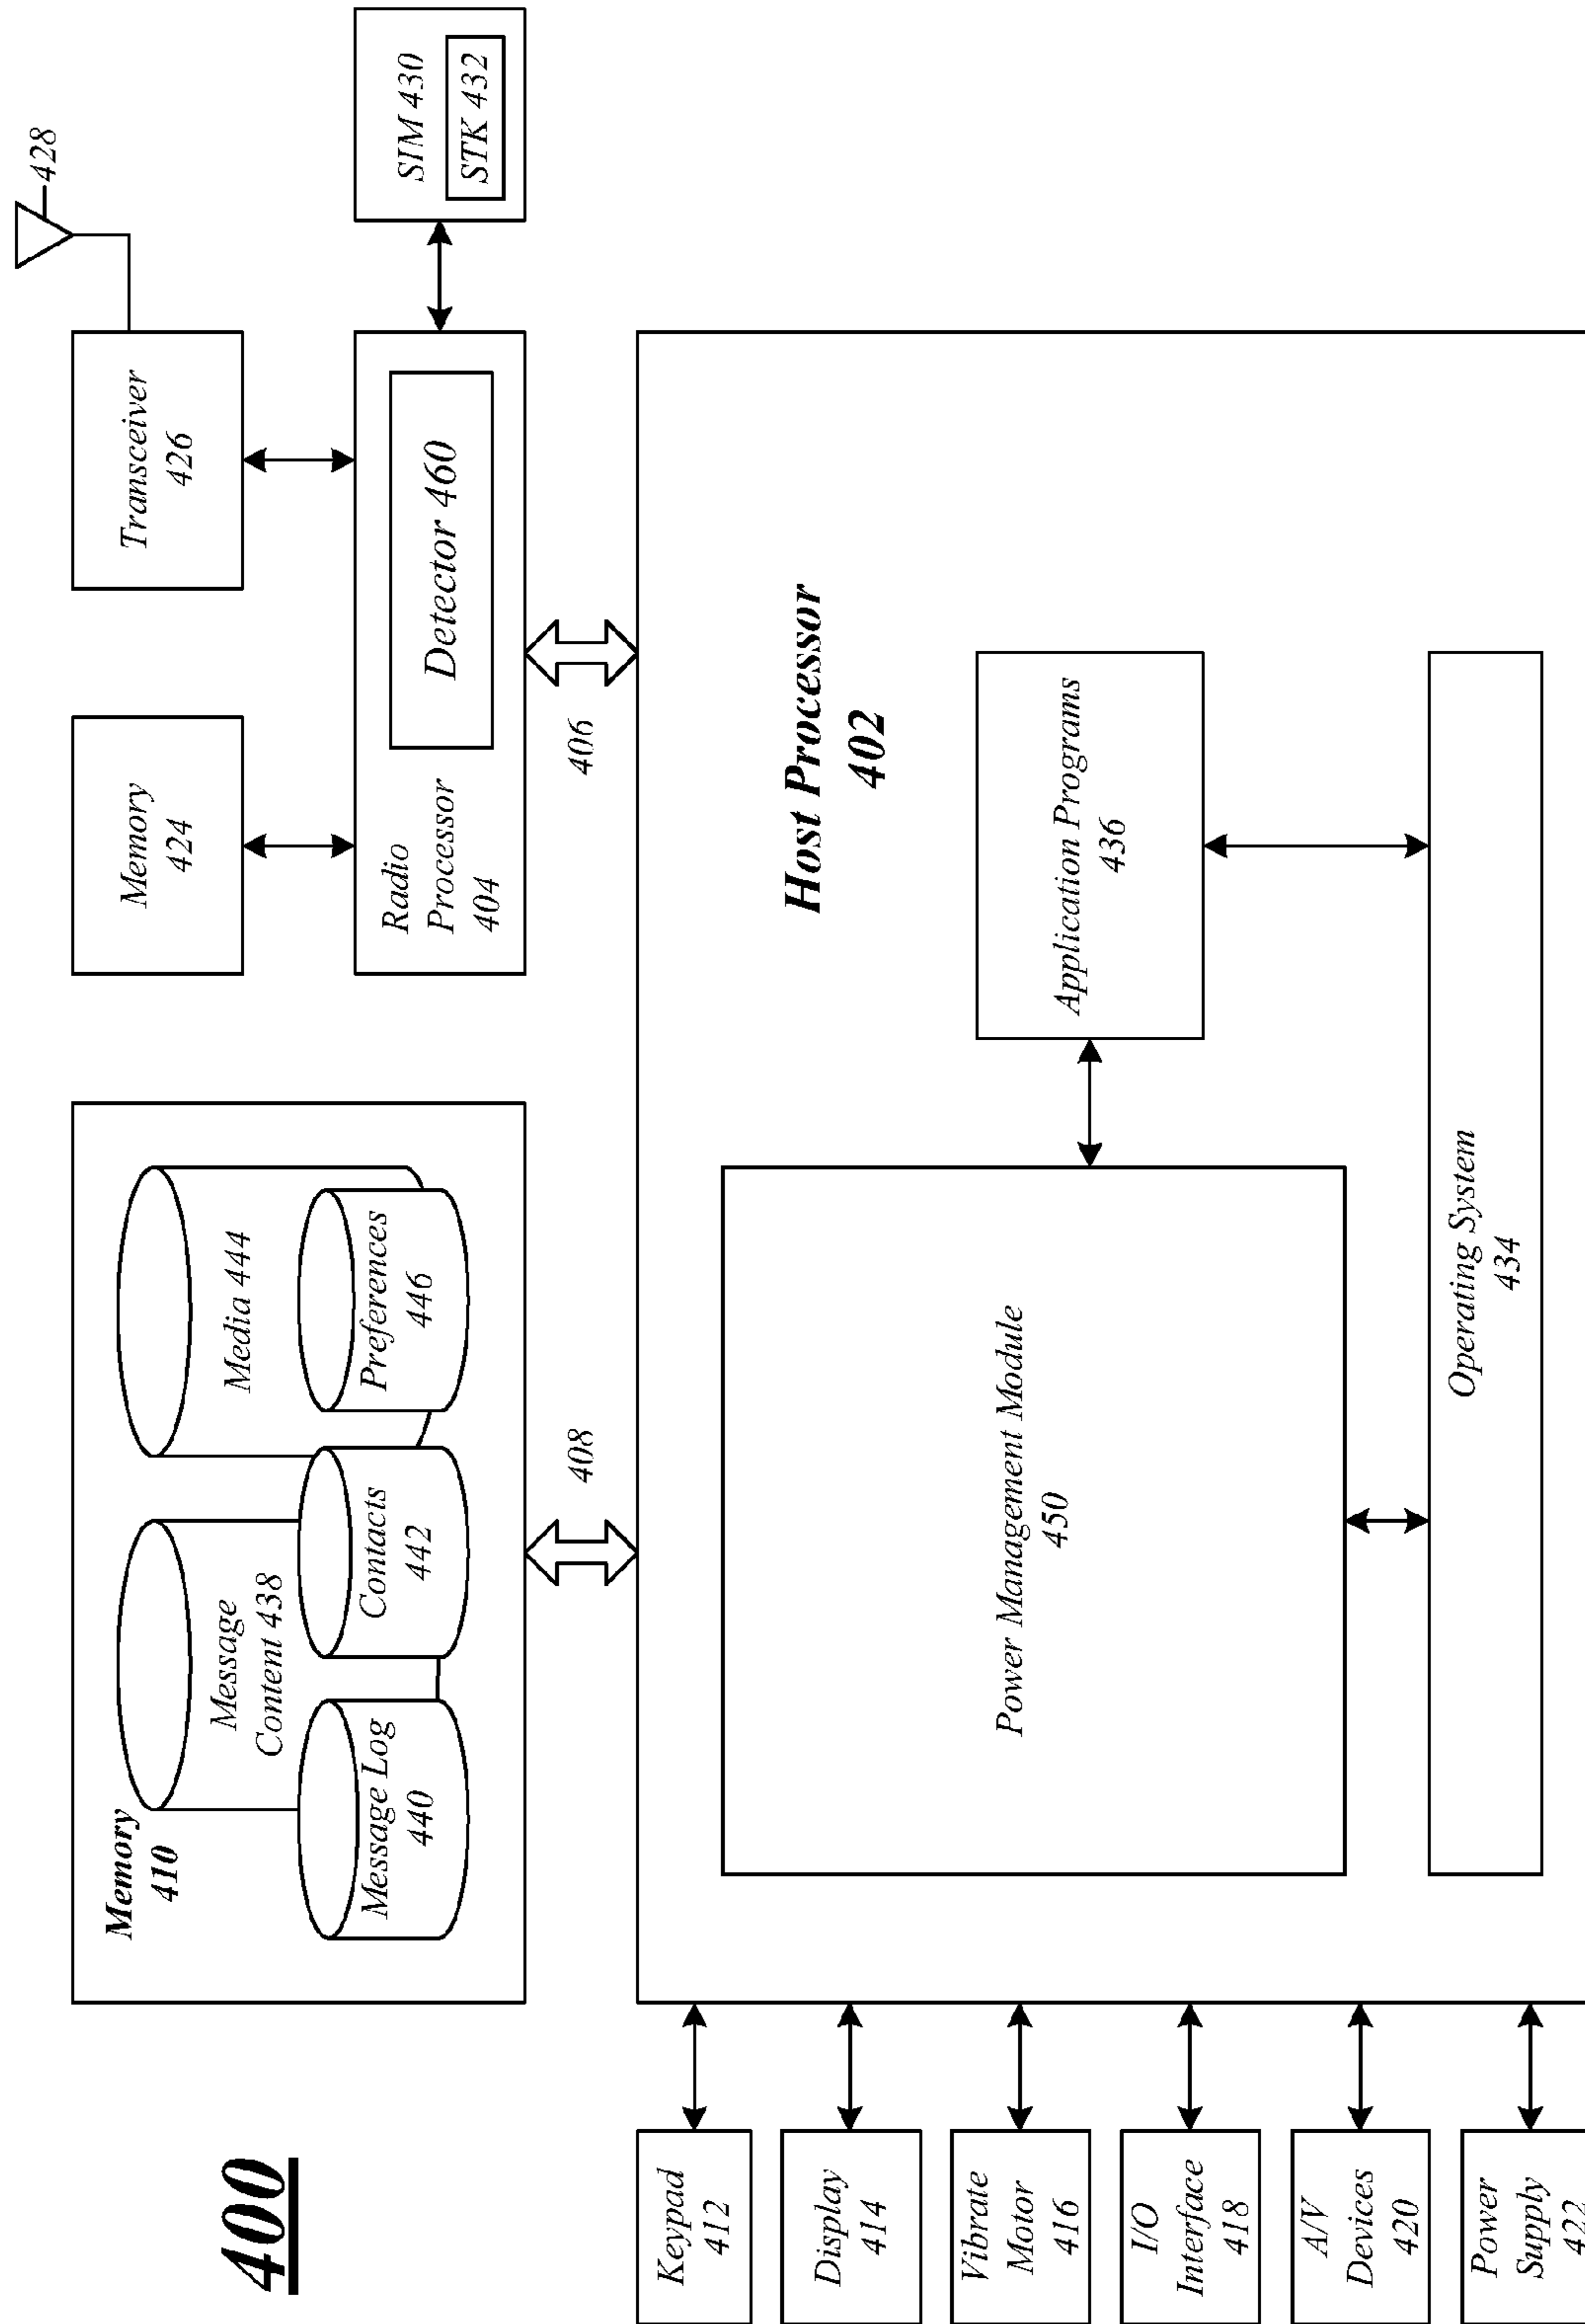 400
Memory
410
Message
Content 438
Media 444
Message Log
440
Contacts
442
Preferences
446
Memory
424
Transceiver
426
428
Radio
Processor
404
Detector 460
SIM 430
STK 432
408
406
Keypad
412
Display
414
Vibrate
Motor
416
I/O
Interface
418
A/V
Devices
420
Power
Supply
422
Host Processor
402
Power Management Module
450
Application Programs
436
Operating System
434